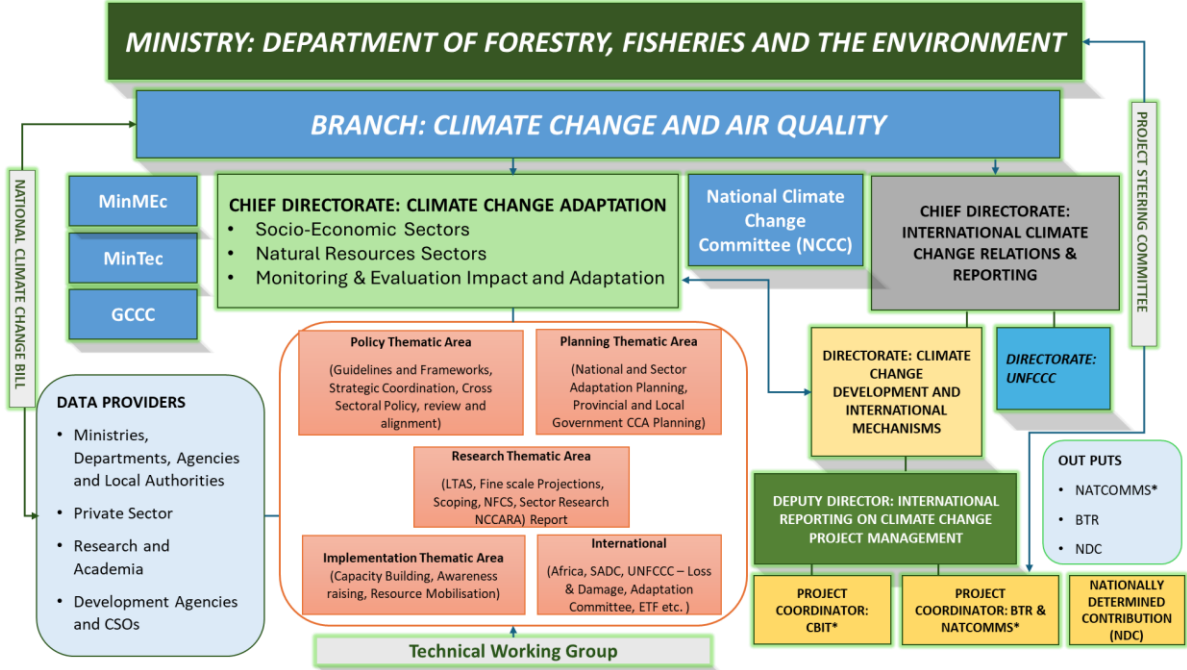 MINISTRY: DEPARTMENT OF FORESTRY, FISHERIES AND THE ENVIRONMENT
BRANCH: CLIMATE CHANGE AND AIR QUALITY
NATIONAL CLIMATE CHANGE BILL
MinMEc
MinTec
GCCC
CHIEF DIRECTORATE: CLIMATE CHANGE ADAPTATION
• Socio-Economic Sectors
• Natural Resources Sectors
• Monitoring & Evaluation Impact and Adaptation
National Climate
Change
Committee (NCCC)
CHIEF DIRECTORATE:
INTERNATIONAL CLIMATE
CHANGE RELATIONS &
REPORTING
PROJECT STEERING COMMITTEE
DATA PROVIDERS
• Ministries,
Departments, Agencies
and Local Authorities
• Private Sector
• Research and
Academia
• Development Agencies
and CSOs
Policy Thematic Area
(Guidelines and Frameworks,
Strategic Coordination, Cross
Sectoral Policy, review and
alignment)
Planning Thematic Area
(National and Sector
Adaptation Planning,
Provincial and Local
Government CCA Planning)
Research Thematic Area
(LTAS, Fine scale Projections,
Scoping, NFCS, Sector Research
NCCARA) Report
Implementation Thematic Area
(Capacity Building, Awareness
raising, Resource Mobilisation)
International
(Africa, SADC, UNFCCC – Loss
& Damage, Adaptation
Committee, ETF etc. )
Technical Working Group
DIRECTORATE: CLIMATE
CHANGE
DEVELOPMENT AND
INTERNATIONAL
MECHANISMS
DIRECTORATE:
UNFCCC
DEPUTY DIRECTOR: INTERNATIONAL
REPORTING ON CLIMATE CHANGE
PROJECT MANAGEMENT
OUT PUTS
• NATCOMMS*
• BTR
• NDC
PROJECT
COORDINATOR:
CBIT*
PROJECT
COORDINATOR: BTR &
NATCOMMS*
NATIONALLY
DETERMINED
CONTRIBUTION
(NDC)